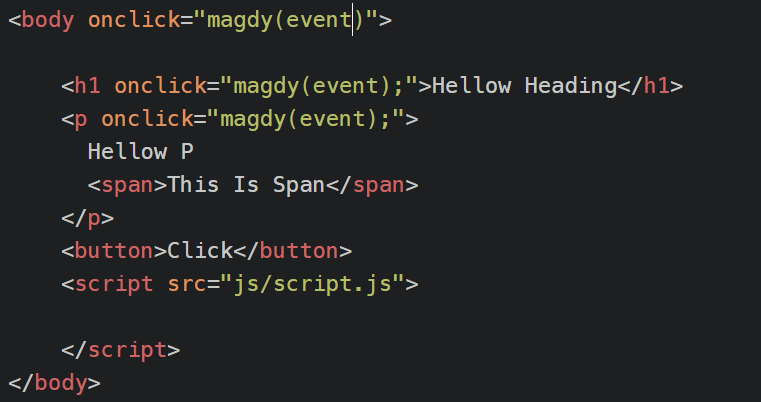 <body onclick="magdy(event)">
<h1 onclick="magdy(event);">Hellow Heading</h1>
<p onclick="magdy(event);">
Hellow P
<span>This Is Span</span>
</p>
<button>Click</button>
<script src="js/script.js">
</script>
</body>